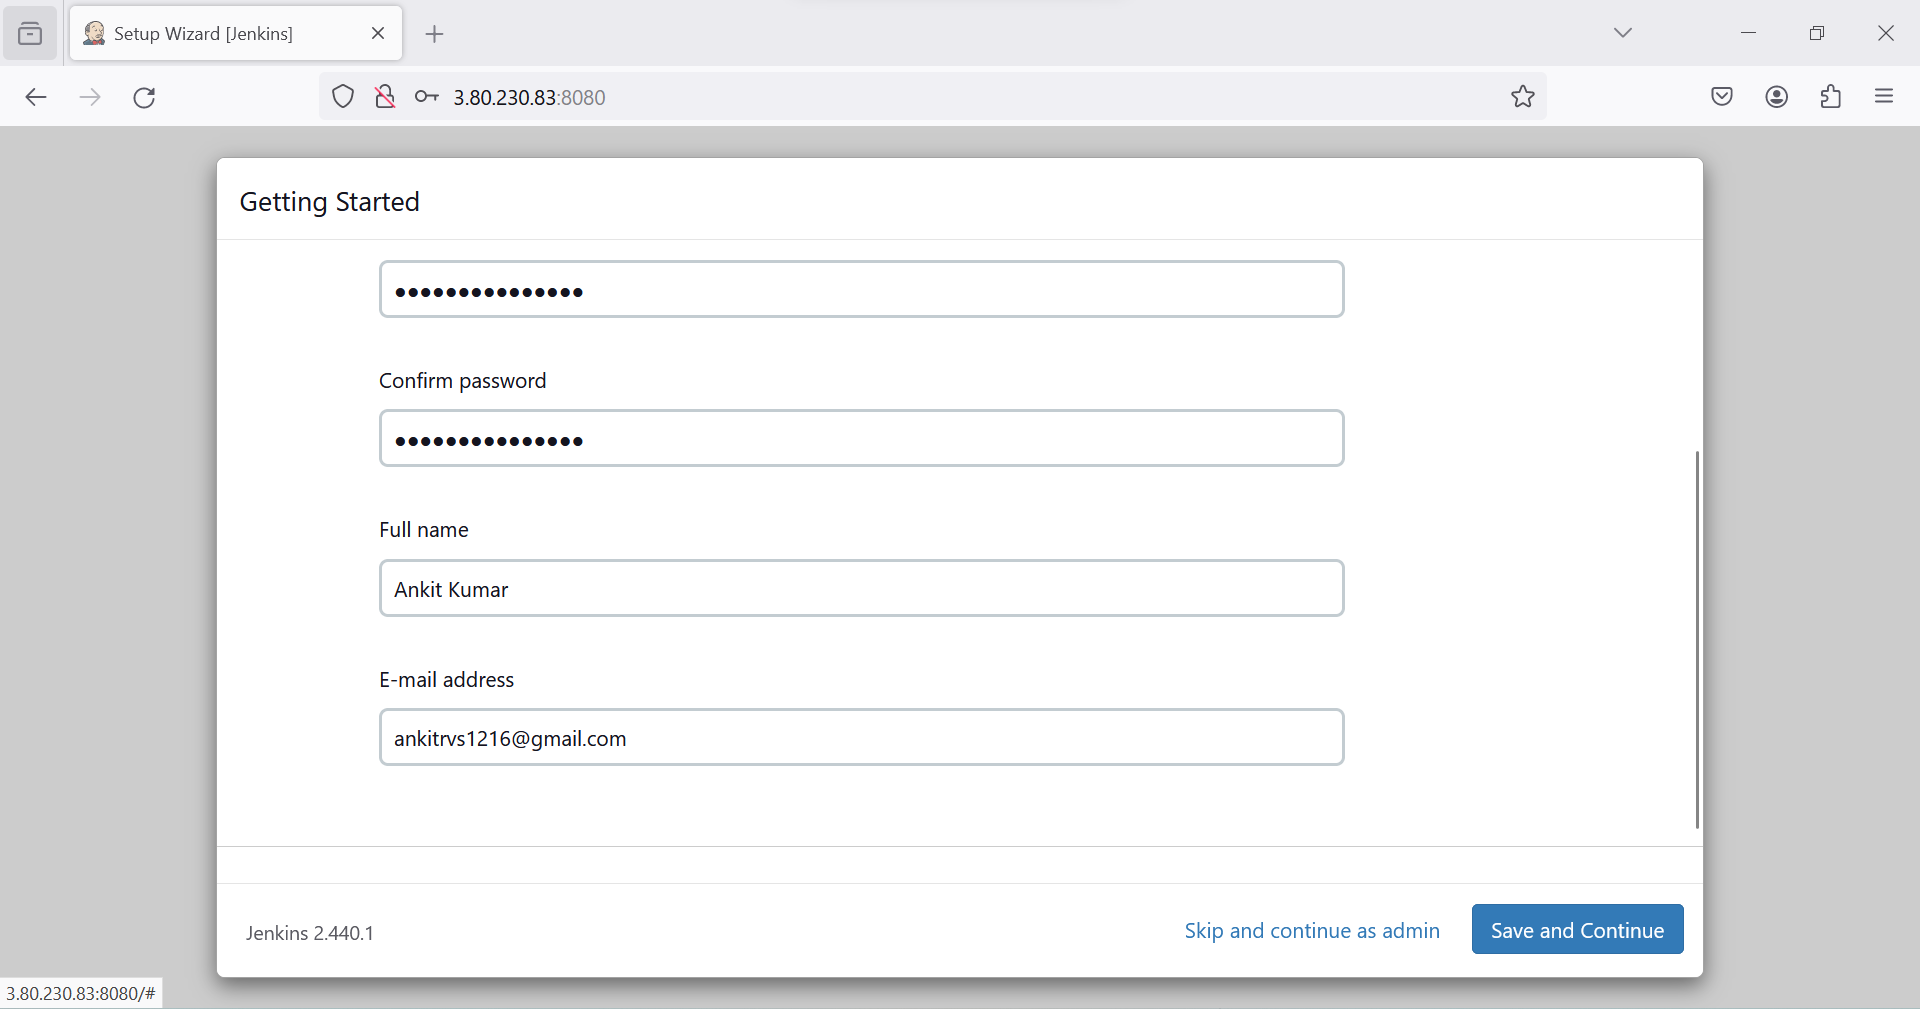 Setup Wizard [Jenkins]
3.80.230.83:8080
Getting Started
●●●●●●●●●●●●●●●
Confirm password
●●●●●●●●●●●●●●●
Full name
Ankit Kumar
E-mail address
ankitrvs1216@gmail.com
Jenkins 2.440.1
Skip and continue as admin
Save and Continue
3.80.230.83:8080/#